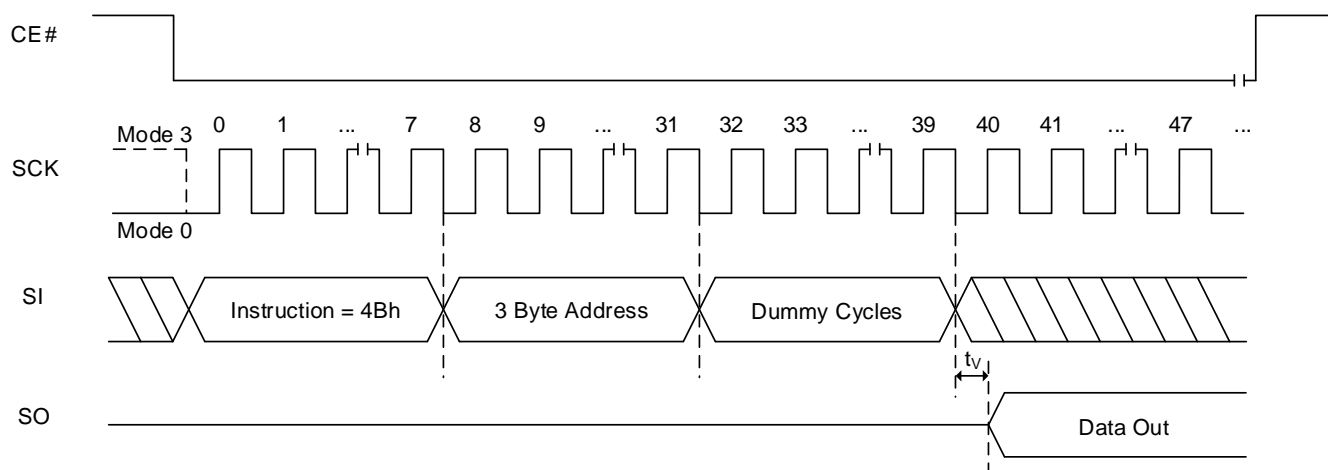 CE#
Mode 3 0 1 ... 7 8 9 ... 31 32 33 ... 39 40 41 ... 47 ...
SCK
Mode 0
SI Instruction = 4Bh 3 Byte Address Dummy Cycles
tV
SO Data Out